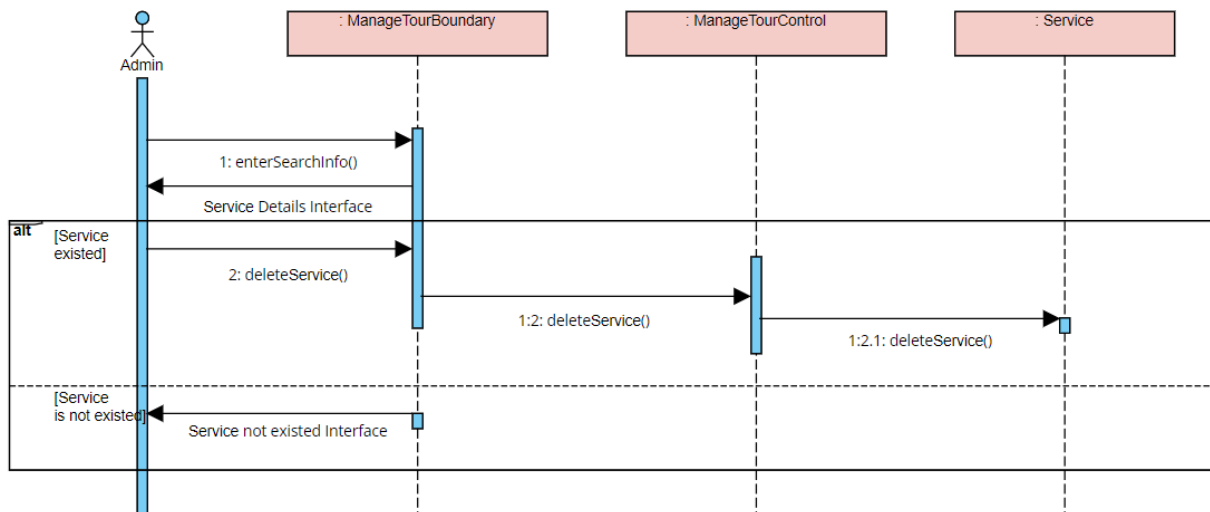 : ManageTourBoundary
: ManageTourControl
: Service
Admin
1: enterSearchInfo()
Service Details Interface
alt
[Service
existed]
2: deleteService()
1:2: deleteService()
1:2.1: deleteService()
[Service
is not existed]
Service not existed Interface